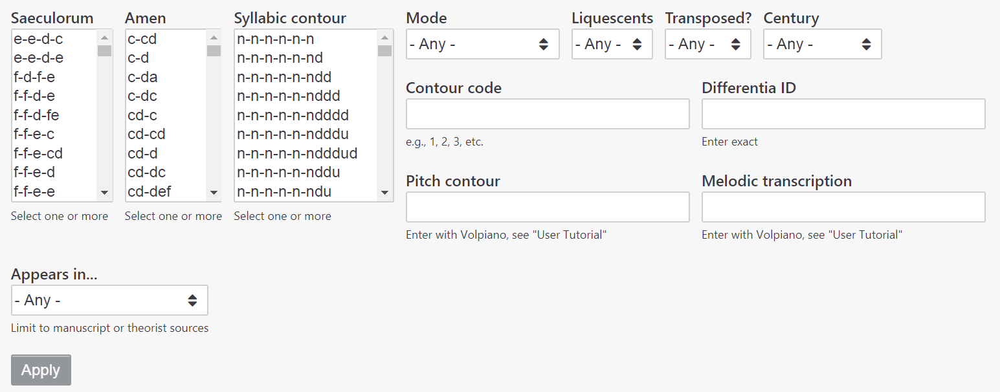 Saeculorum
e-e-d-c
e-e-d-e
f-d-f-e
f-f-d-e
f-f-d-fe
f-f-e-c
f-f-e-cd
f-f-e-d
f-f-e-e
Select one or more
Amen
c-cd
c-d
c-da
c-dc
cd-c
cd-cd
cd-d
cd-dc
cd-def
Select one or more
Syllabic contour
n-n-n-n-n-n
n-n-n-n-n-nd
n-n-n-n-n-ndd
n-n-n-n-n-nddd
n-n-n-n-n-ndddd
n-n-n-n-n-ndddu
n-n-n-n-n-ndddud
n-n-n-n-n-nddu
n-n-n-n-n-ndu
Select one or more
Mode
- Any -
Liquescents
- Any -
Transposed?
- Any -
Century
- Any -
Contour code
e.g., 1, 2, 3, etc.
Differentia ID
Enter exact
Pitch contour
Enter with Volpiano, see "User Tutorial"
Melodic transcription
Enter with Volpiano, see "User Tutorial"
Appears in...
- Any -
Limit to manuscript or theorist sources
Apply